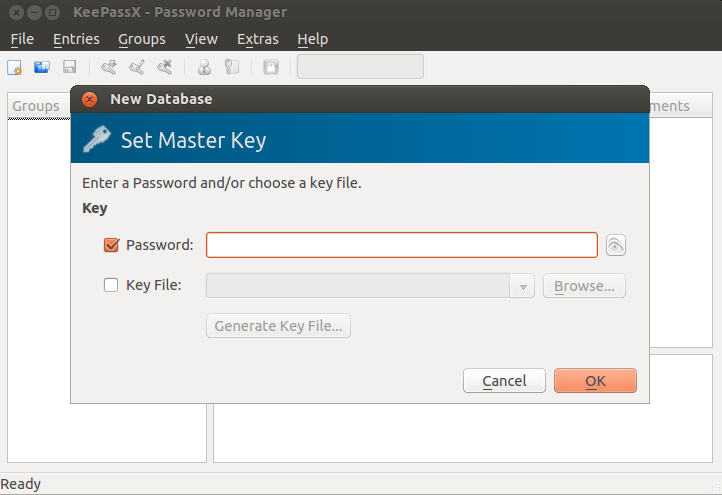 KeePassX - Password Manager
File Entries Groups View Extras Help
Groups
ments
New Database
Set Master Key
Enter a Password and/or choose a key file.
Key
Password:
Key File:
Browse...
Generate Key File...
Cancel
OK
Ready